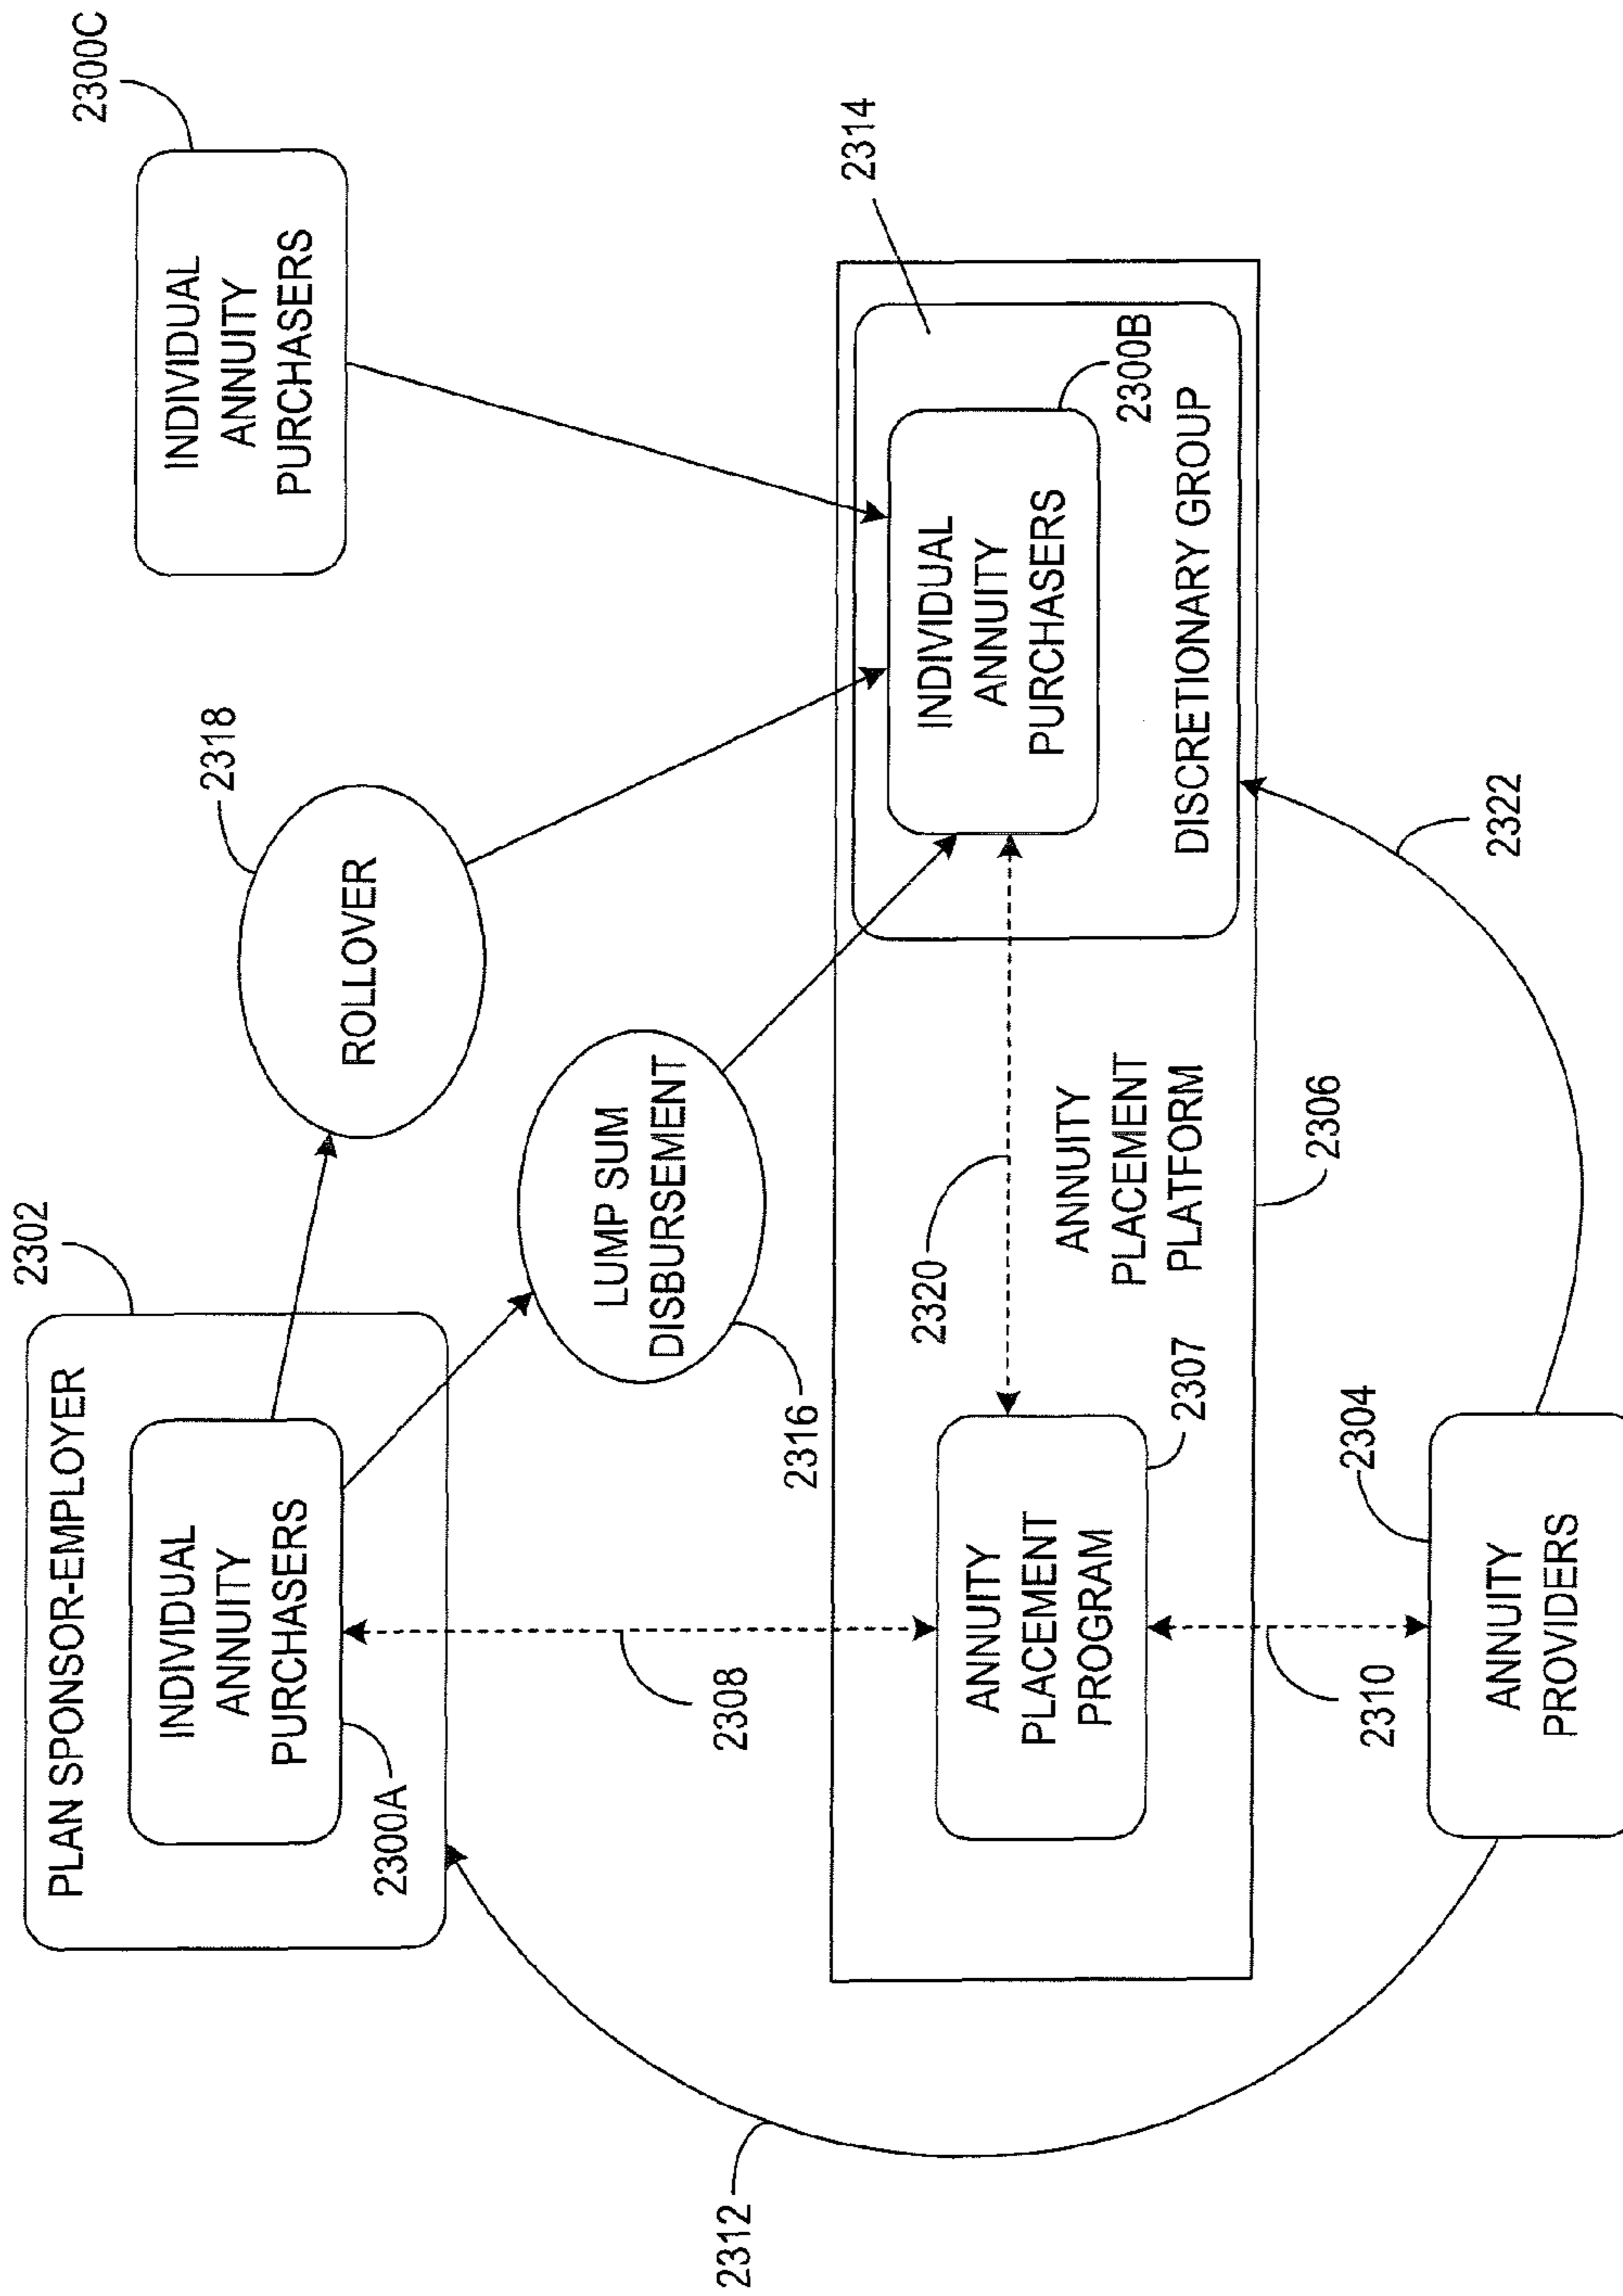 2302
PLAN SPONSOR-EMPLOYER
INDIVIDUAL
ANNUITY
PURCHASERS
2300A
2318
ROLLOVER
INDIVIDUAL
ANNUITY
PURCHASERS
2300C
LUMP SUM
DISBURSEMENT
2316
2308
2312
2314
INDIVIDUAL
ANNUITY
PURCHASERS
2300B
DISCRETIONARY GROUP
2320
ANNUITY
PLACEMENT
PLATFORM
2306
ANNUITY
PLACEMENT
PROGRAM
2307
2310
2304
ANNUITY
PROVIDERS
2322